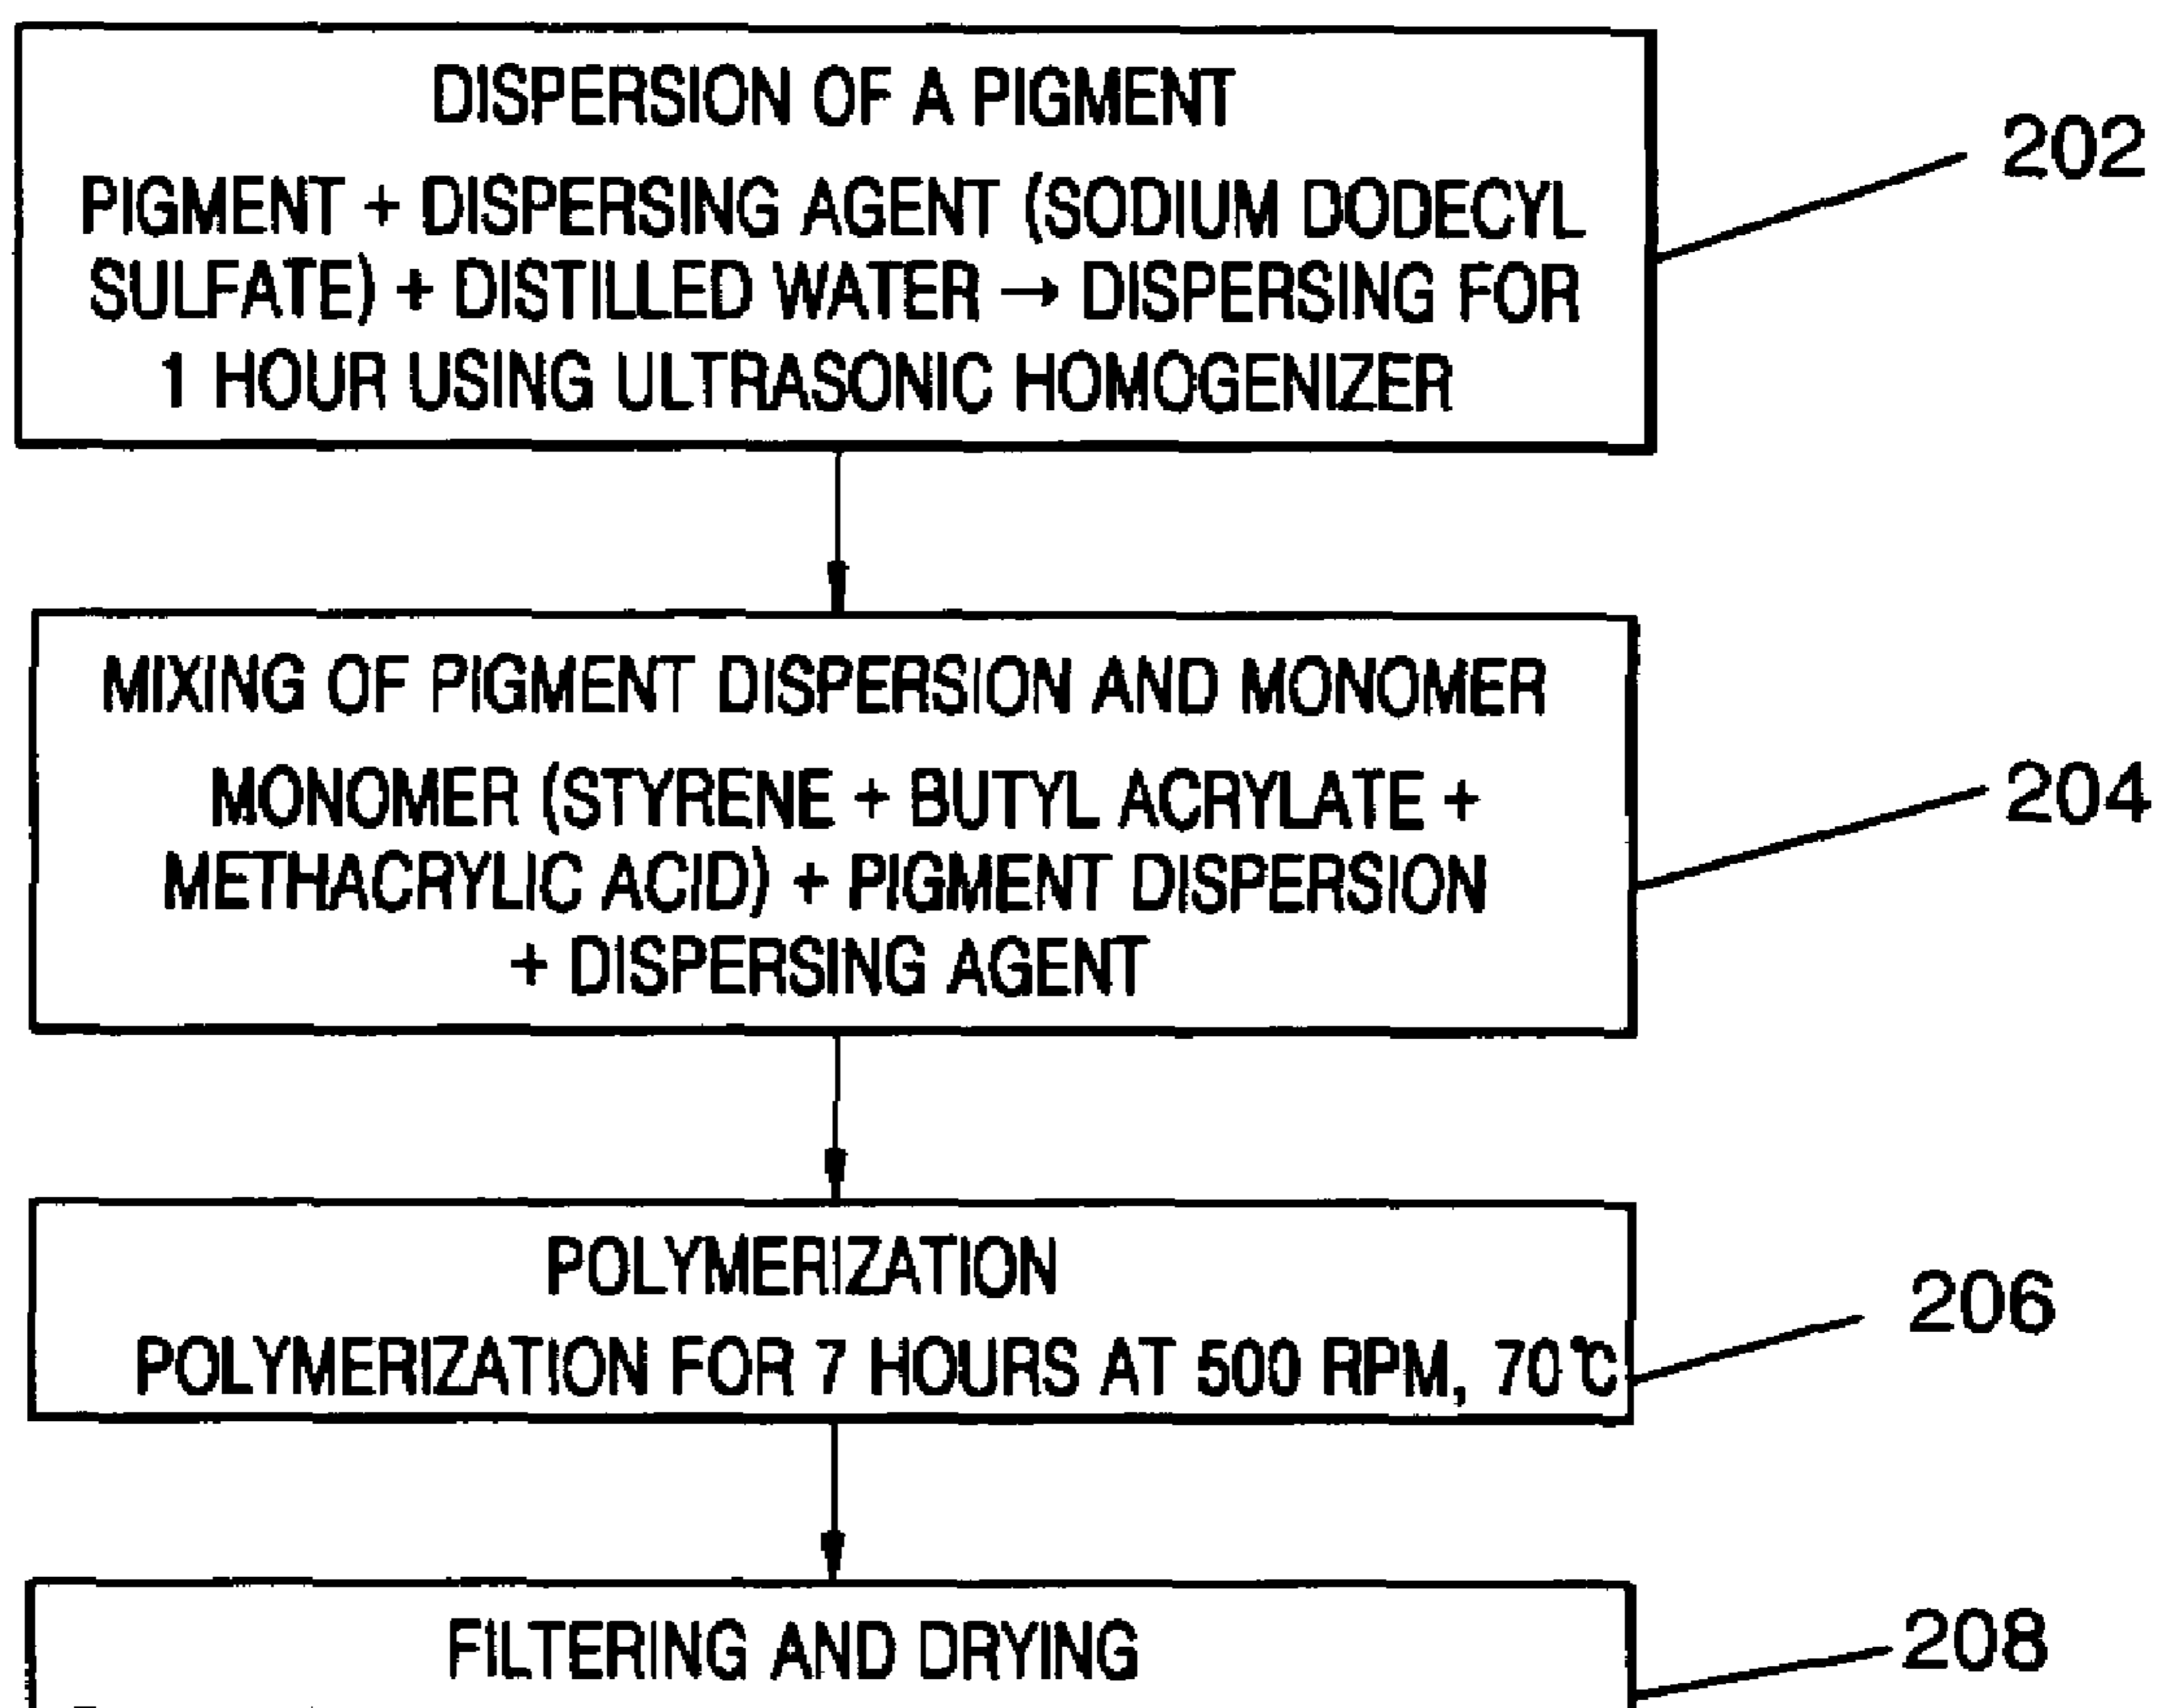 DISPERSION OF A PIGMENT
PIGMENT + DISPERSING AGENT (SODIUM DODECYL
SULFATE) + DISTILLED WATER → DISPERSING FOR
1 HOUR USING ULTRASONIC HOMOGENIZER
202
MIXING OF PIGMENT DISPERSION AND MONOMER
MONOMER (STYRENE + BUTYL ACRYLATE +
METHACRYLIC ACID) + PIGMENT DISPERSION
+ DISPERSING AGENT
204
POLYMERIZATION
POLYMERIZATION FOR 7 HOURS AT 500 RPM, 70℃
206
FILTERING AND DRYING
208